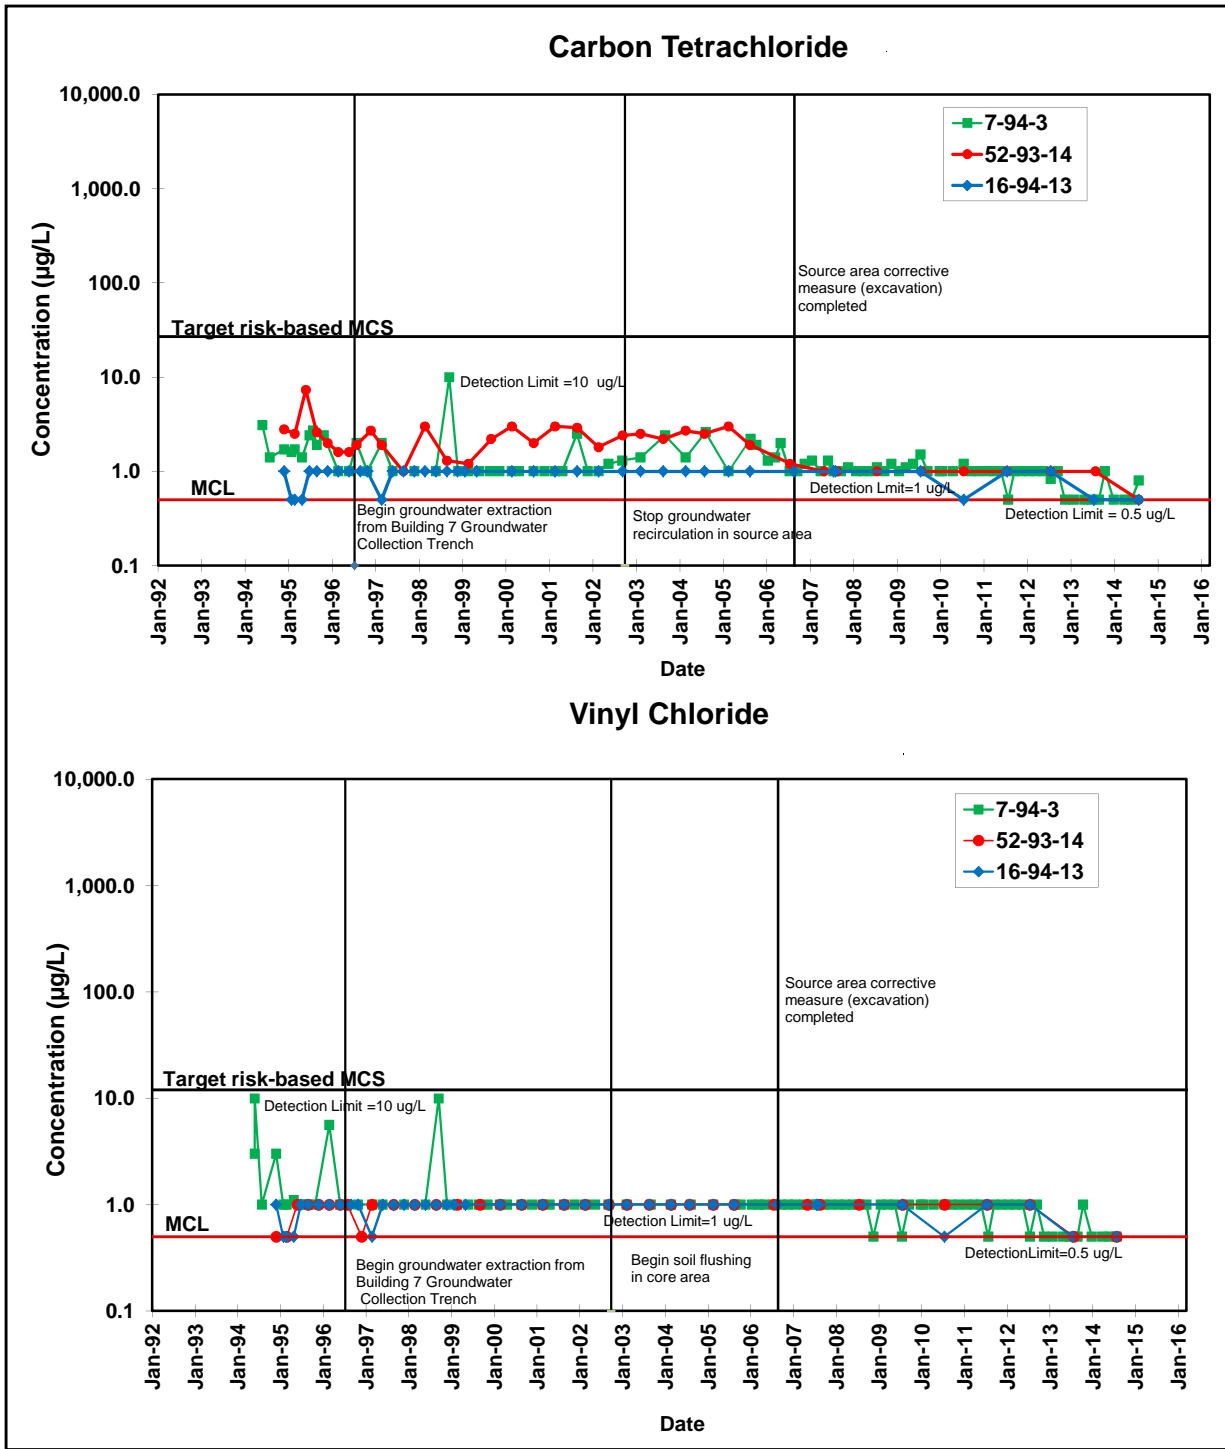 Carbon Tetrachloride
10,000.0
1,000.0
100.0
10.0
1.0
0.1
Concentration (µg/L)
7-94-3
52-93-14
16-94-13
Source area corrective
measure (excavation)
completed
Target risk-based MCS
Detection Limit =10 ug/L
MCL
Detection Lmit=1 ug/L
Detection Limit = 0.5 ug/L
Begin groundwater extraction
from Building 7 Groundwater
Collection Trench
Stop groundwater
recirculation in source area
Jan-92
Jan-93
Jan-94
Jan-95
Jan-96
Jan-97
Jan-98
Jan-99
Jan-00
Jan-01
Jan-02
Jan-03
Jan-04
Jan-05
Jan-06
Jan-07
Jan-08
Jan-09
Jan-10
Jan-11
Jan-12
Jan-13
Jan-14
Jan-15
Jan-16
Date
Vinyl Chloride
10,000.0
1,000.0
100.0
10.0
1.0
0.1
Concentration (µg/L)
7-94-3
52-93-14
16-94-13
Source area corrective
measure (excavation)
completed
Target risk-based MCS
Detection Limit =10 ug/L
MCL
Detection Limit=1 ug/L
DetectionLimit=0.5 ug/L
Begin groundwater extraction from
Building 7 Groundwater
Collection Trench
Begin soil flushing
in core area
Jan-92
Jan-93
Jan-94
Jan-95
Jan-96
Jan-97
Jan-98
Jan-99
Jan-00
Jan-01
Jan-02
Jan-03
Jan-04
Jan-05
Jan-06
Jan-07
Jan-08
Jan-09
Jan-10
Jan-11
Jan-12
Jan-13
Jan-14
Jan-15
Jan-16
Date